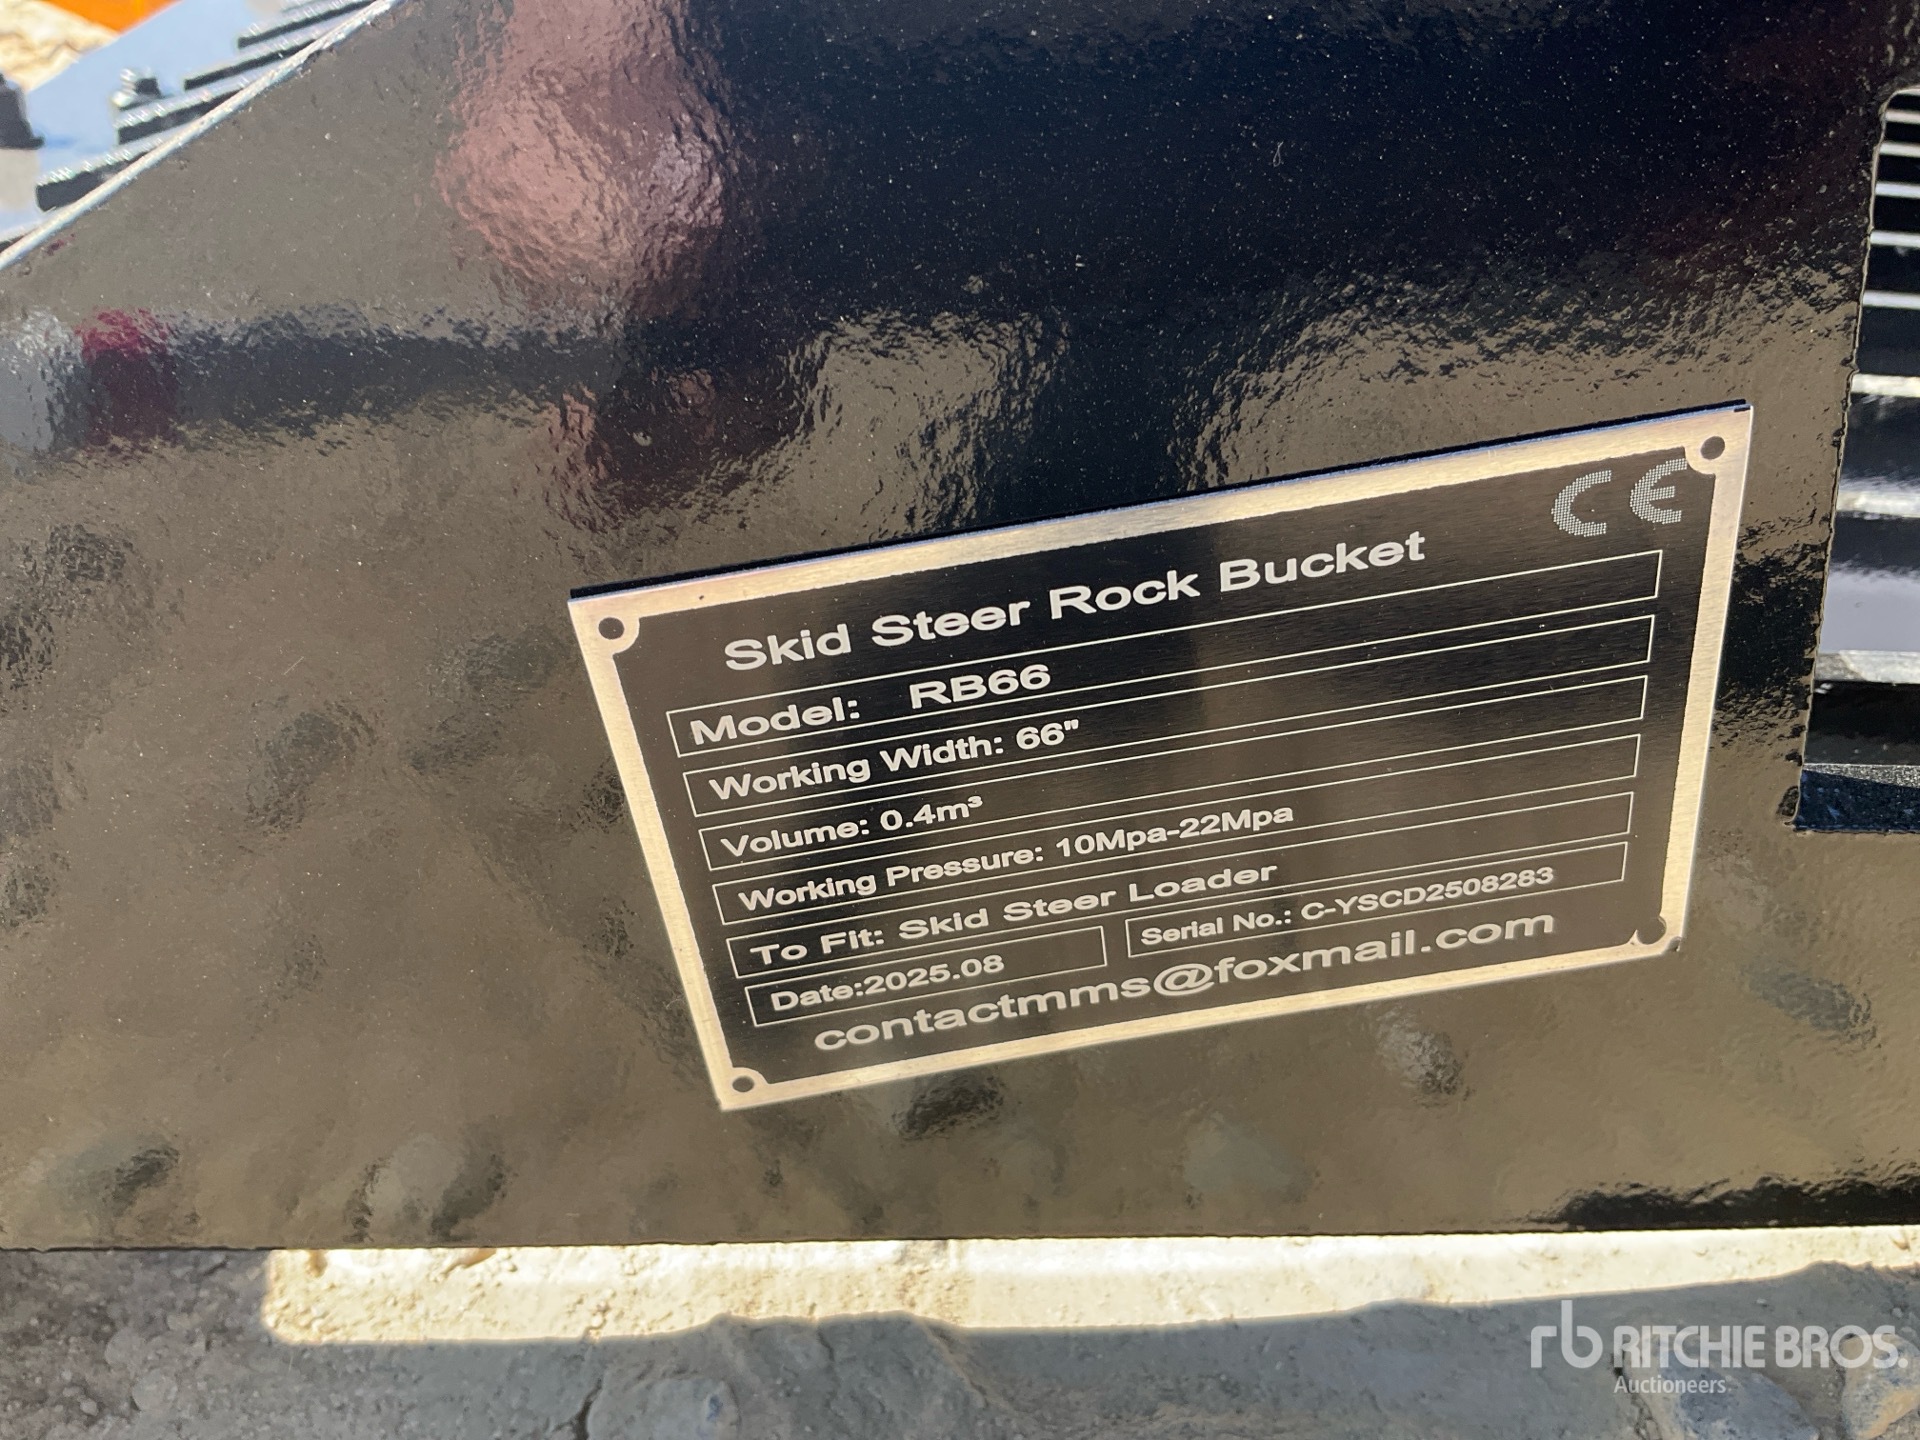 CE
Skid Steer Rock Bucket
Model: RB66
Working Width: 66"
Volume: 0.4m³
Working Pressure: 10Mpa-22Mpa
To Fit: Skid Steer Loader
Date:2025.08 Serial No.: C-YSCD2508283
contactmms@foxmail.com
rb RITCHIE BROS.
Auctioneers